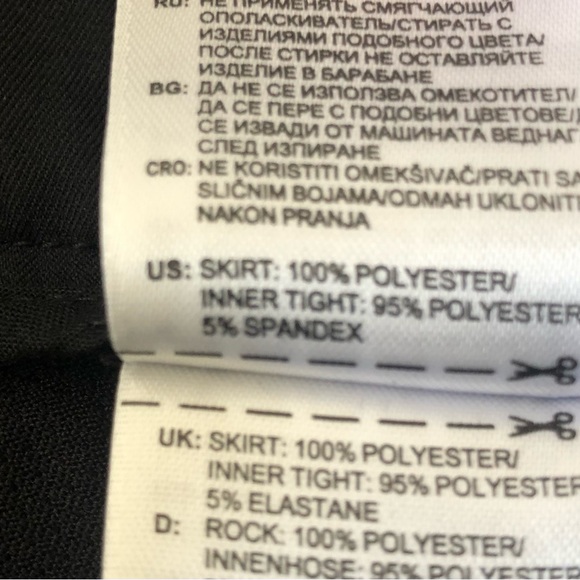 RU: НЕ ПРИМЕНЯТЬ СМЯГЧАЮЩИЙ
ОПОЛАСКИВАТЕЛЬ/СТИРАТЬ С
ИЗДЕЛИЯМИ ПОДОБНОГО ЦВЕТА/
ПОСЛЕ СТИРКИ НЕ ОСТАВЛЯЙТЕ
ИЗДЕЛИЕ В БАРАБАНЕ
BG: ДА НЕ СЕ ИЗПОЛЗВА ОМЕКОТИТЕЛ/
ДА СЕ ПЕРЕ С ПОДОБНИ ЦВЕТОВЕ/
СЕ ИЗВАДИ ОТ МАШИНАТА ВЕДНАГ
СЛЕД ИЗПИРАНЕ
CRO: NE KORISTITI OMEKŠIVAČ/PRATI SA
SLIČNIM BOJAMA/ODMAH UKLONITI
NAKON PRANJA
US: SKIRT: 100% POLYESTER/
INNER TIGHT: 95% POLYESTER
5% SPANDEX
UK: SKIRT: 100% POLYESTER/
INNER TIGHT: 95% POLYESTER
5% ELASTANE
D: ROCK: 100% POLYESTER/
INNENHOSE: 95% POLYESTER